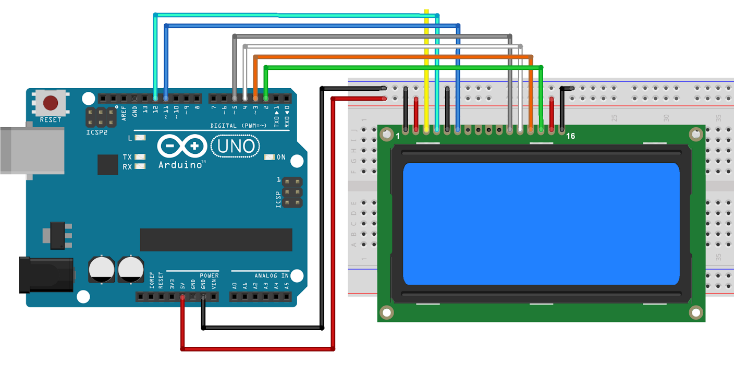 RESET
ICSP2
AREF
GND
13
12
~11
~10
~9
8
7
~6
~5
4
~3
2
TX▸1
RX◂0
DIGITAL (PWM=~)
L
TX
RX
Arduino™
UNO
ON
1
ICSP
1
16
POWER
ANALOG IN
IOREF
RESET
3V3
5V
GND
GND
VIN
A0
A1
A2
A3
A4
A5